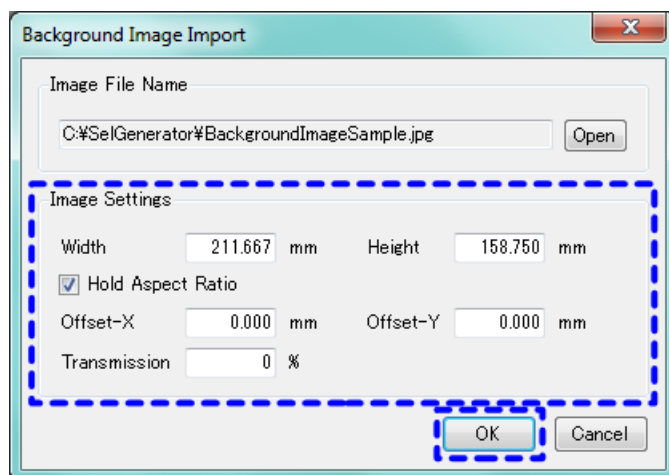 Background Image Import
Image File Name
C:¥SelGenerator¥BackgroundImageSample.jpg Open
Image Settings
Width 211.667 mm Height 158.750 mm
Hold Aspect Ratio
Offset-X 0.000 mm Offset-Y 0.000 mm
Transmission 0 %
OK Cancel